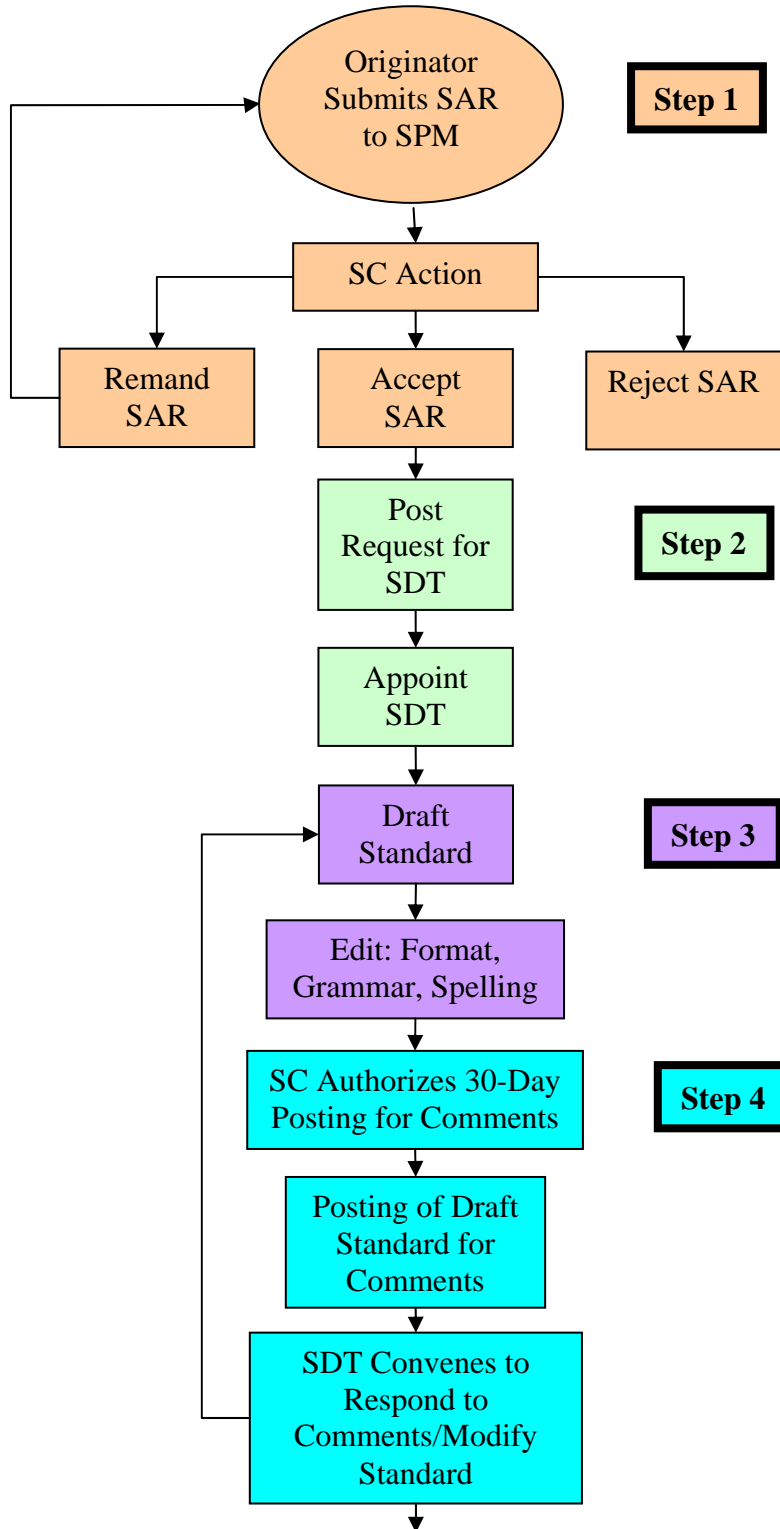 Originator
Submits SAR
to SPM
Step 1
SC Action
Remand
SAR
Accept
SAR
Reject SAR
Post
Request for
SDT
Step 2
Appoint
SDT
Draft
Standard
Step 3
Edit: Format,
Grammar, Spelling
SC Authorizes 30-Day
Posting for Comments
Step 4
Posting of Draft
Standard for
Comments
SDT Convenes to
Respond to
Comments/Modify
Standard